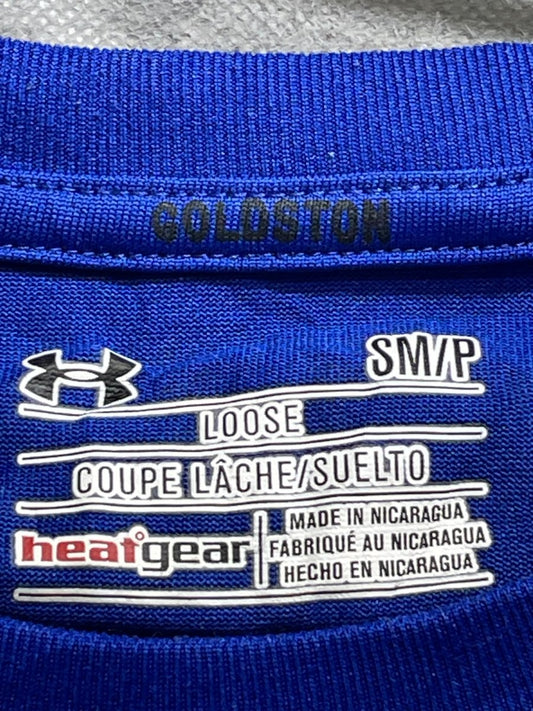 GOLDSTON
SM/P
LOOSE
COUPE LÂCHE/SUELTO
heatgear
MADE IN NICARAGUA
FABRIQUÉ AU NICARAGUA
HECHO EN NICARAGUA